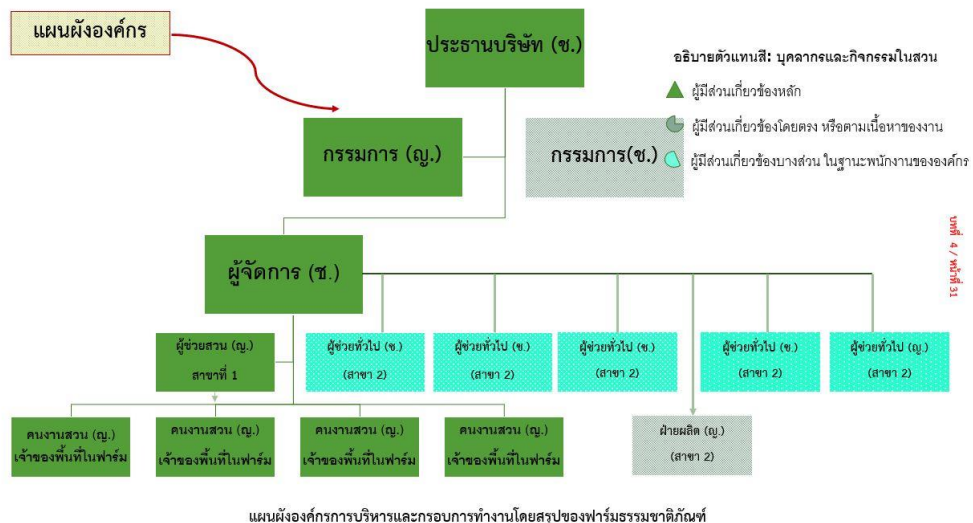 แผนผังองค์กร
ประธานบริษัท (ช.)
อธิบายตัวแทนสี: บุคลากรและกิจกรรมในสวน
ผู้มีส่วนเกี่ยวข้องหลัก
ผู้มีส่วนเกี่ยวข้องโดยตรง หรือตามเนื้อหาของงาน
ผู้มีส่วนเกี่ยวข้องบางส่วน ในฐานะพนักงานขององค์กร
กรรมการ (ญ.)
กรรมการ(ช.)
บทที่ 4 / หน้าที่ 31
ผู้จัดการ (ช.)
ผู้ช่วยสวน (ญ.)
สาขาที่ 1
ผู้ช่วยทั่วไป (ช.)
(สาขา 2)
ผู้ช่วยทั่วไป (ช.)
(สาขา 2)
ผู้ช่วยทั่วไป (ช.)
(สาขา 2)
ผู้ช่วยทั่วไป (ช.)
(สาขา 2)
ผู้ช่วยทั่วไป (ญ.)
(สาขา 2)
คนงานสวน (ญ.)
เจ้าของพื้นที่ในฟาร์ม
คนงานสวน (ญ.)
เจ้าของพื้นที่ในฟาร์ม
คนงานสวน (ญ.)
เจ้าของพื้นที่ในฟาร์ม
คนงานสวน (ญ.)
เจ้าของพื้นที่ในฟาร์ม
ฝ่ายผลิต (ญ.)
(สาขา 2)
แผนผังองค์กรการบริหารและกรอบการทำงานโดยสรุปของฟาร์มธรรมชาติภัณฑ์